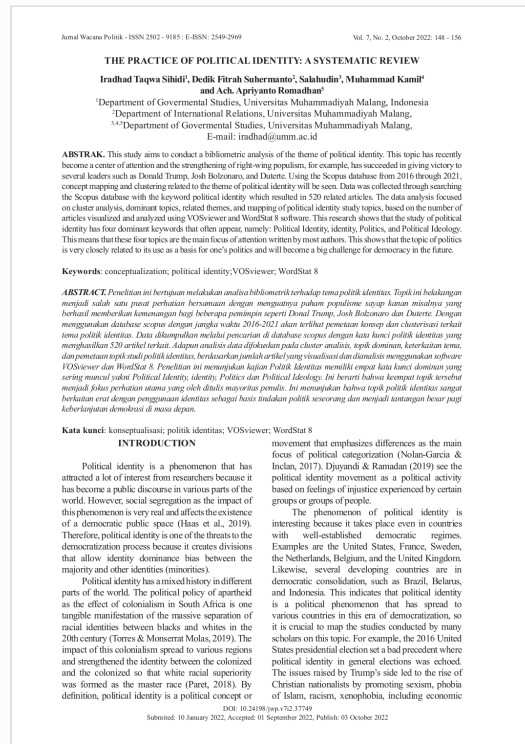 Jurnal Wacana Politik - ISSN 2502 - 9185 : E-ISSN: 2549-2969
Vol. 7, No. 2, October 2022: 148 - 156
THE PRACTICE OF POLITICAL IDENTITY: A SYSTEMATIC REVIEW
Iradhad Taqwa Sihidi¹, Dedik Fitrah Suhermanto², Salahudin³, Muhammad Kamil⁴
and Ach. Apriyanto Romadhan⁵
¹Department of Govermental Studies, Universitas Muhammadiyah Malang, Indonesia
²Department of International Relations, Universitas Muhammadiyah Malang,
³,⁴,⁵Department of Govermental Studies, Universitas Muhammadiyah Malang,
E-mail: iradhad@umm.ac.id
ABSTRAK. This study aims to conduct a bibliometric analysis of the theme of political identity. This topic has recently
become a center of attention and the strengthening of right-wing populism, for example, has succeeded in giving victory to
several leaders such as Donald Trump, Josh Bolzonaro, and Duterte. Using the Scopus database from 2016 through 2021,
concept mapping and clustering related to the theme of political identity will be seen. Data was collected through searching
the Scopus database with the keyword political identity which resulted in 520 related articles. The data analysis focused
on cluster analysis, dominant topics, related themes, and mapping of political identity study topics, based on the number of
articles visualized and analyzed using VOSviewer and WordStat 8 software. This research shows that the study of political
identity has four dominant keywords that often appear, namely: Political Identity, identity, Politics, and Political Ideology.
This means that these four topics are the main focus of attention written by most authors. This shows that the topic of politics
is very closely related to its use as a basis for one's politics and will become a big challenge for democracy in the future.
Keywords: conceptualization; political identity;VOSviewer; WordStat 8
ABSTRACT. Penelitian ini bertujuan melakukan analisa bibliometrik terhadap tema politik identitas. Topik ini belakangan
menjadi salah satu pusat perhatian bersamaan dengan menguatnya paham populisme sayap kanan misalnya yang
berhasil memberikan kemenangan bagi beberapa pemimpin seperti Donal Trump, Josh Bolzonaro dan Duterte. Dengan
menggunakan database scopus dengan jangka waktu 2016-2021 akan terlihat pemetaan konsep dan clusterisasi terkait
tema politik identitas. Data dikumpulkan melalui pencarian di database scopus dengan kata kunci politik identitas yang
menghasilkan 520 artikel terkait. Adapun analisis data difokuskan pada cluster analisis, topik dominan, keterkaitan tema,
dan pemetaan topik studi politik identitas, berdasarkan jumlah artikel yang visualisasi dan dianalisis menggunakan software
VOSviewer dan WordStat 8. Penelitian ini menunjukan kajian Politik Identitas memiliki empat kata kunci dominan yang
sering muncul yakni Political Identity, identity, Politics dan Political Ideology. Ini berarti bahwa keempat topik tersebut
menjadi fokus perhatian utama yang oleh ditulis mayoritas penulis. Ini menunjukan bahwa topik politik identitas sangat
berkaitan erat dengan penggunaan identitas sebagai basis tindakan politik seseorang dan menjadi tantangan besar pagi
keberlanjutan demokrasi di masa depan.
Kata kunci: konseptualisasi; politik identitas; VOSviewer; WordStat 8
INTRODUCTION
Political identity is a phenomenon that has
attracted a lot of interest from researchers because it
has become a public discourse in various parts of the
world. However, social segregation as the impact of
this phenomenon is very real and affects the existence
of a democratic public space (Haas et al., 2019).
Therefore, political identity is one of the threats to the
democratization process because it creates divisions
that allow identity dominance bias between the
majority and other identities (minorities).
Political identity has a mixed history in different
parts of the world. The political policy of apartheid
as the effect of colonialism in South Africa is one
tangible manifestation of the massive separation of
racial identities between blacks and whites in the
20th century (Torres & Monserrat Molas, 2019). The
impact of this colonialism spread to various regions
and strengthened the identity between the colonized
and the colonized so that white racial superiority
was formed as the master race (Paret, 2018). By
definition, political identity is a political concept or
movement that emphasizes differences as the main
focus of political categorization (Nolan-Garcia &
Inclan, 2017). Djuyandi & Ramadan (2019) see the
political identity movement as a political activity
based on feelings of injustice experienced by certain
groups or groups of people.
The phenomenon of political identity is
interesting because it takes place even in countries
with well-established democratic regimes.
Examples are the United States, France, Sweden,
the Netherlands, Belgium, and the United Kingdom.
Likewise, several developing countries are in
democratic consolidation, such as Brazil, Belarus,
and Indonesia. This indicates that political identity
is a political phenomenon that has spread to
various countries in this era of democratization, so
it is crucial to map the studies conducted by many
scholars on this topic. For example, the 2016 United
States presidential election set a bad precedent where
political identity in general elections was echoed.
The issues raised by Trump's side led to the rise of
Christian nationalists by promoting sexism, phobia
of Islam, racism, xenophobia, including economic
DOI: 10.24198/jwp.v7i2.37749
Submited: 10 January 2022, Accepted: 01 September 2022, Publish: 03 October 2022